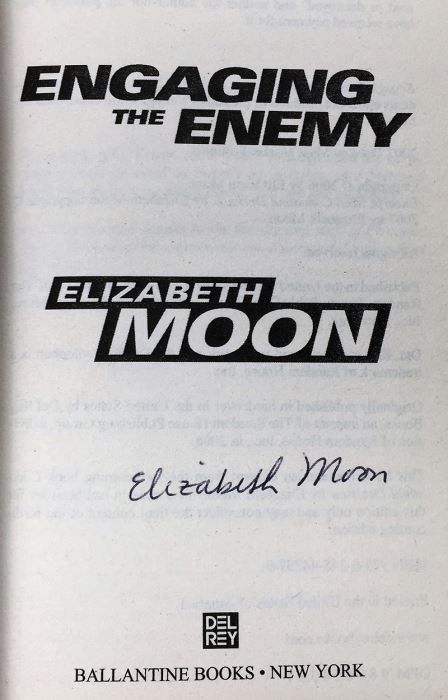 ENGAGING
THE ENEMY
ELIZABETH
MOON
Elizabeth Moon
DEL
REY
BALLANTINE BOOKS • NEW YORK